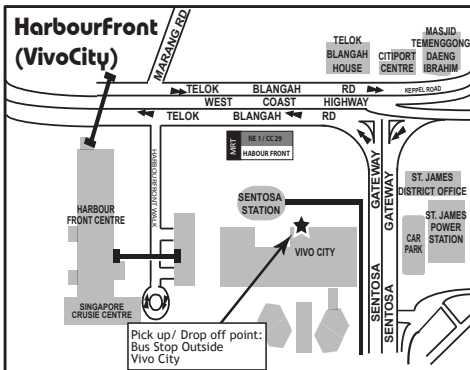 HarbourFront
(VivoCity)
MARANG RD
TELOK
BLANGAH
HOUSE
CITIPORT
CENTRE
MASJID
TEMENGGONG
DAENG
IBRAHIM
TELOK BLANGAH RD
KEPPEL ROAD
WEST COAST HIGHWAY
TELOK BLANGAH RD
MRT
NE 1 / CC 29
HABOUR FRONT
HARBOURFRONT WALK
HARBOUR
FRONT CENTRE
SENTOSA
STATION
VIVO CITY
SENTOSA GATEWAY
SENTOSA GATEWAY
ST. JAMES
DISTRICT OFFICE
CAR
PARK
ST. JAMES
POWER
STATION
SINGAPORE
CRUSIE CENTRE
Pick up/ Drop off point:
Bus Stop Outside
Vivo City